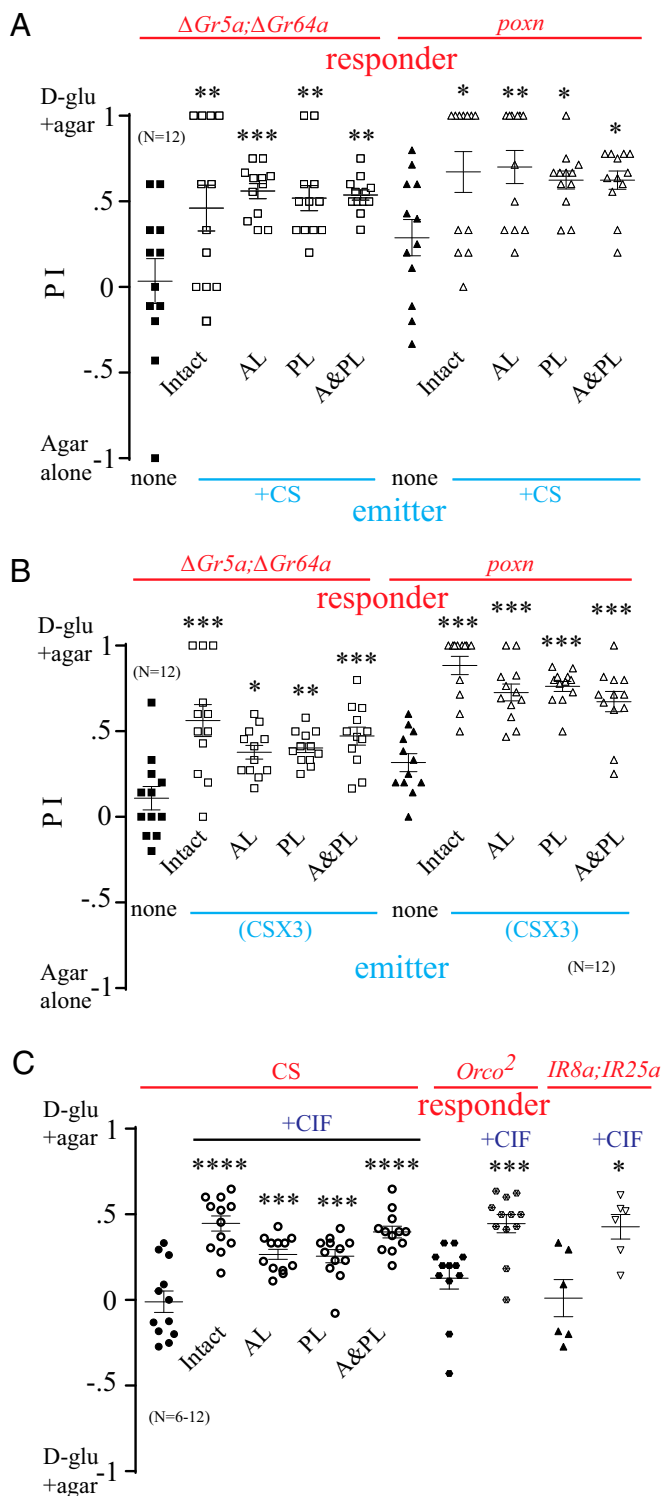 A
ΔGr5a;ΔGr64a poxn
responder
D-glu
+agar
1
(N=12)
** *** ** ** * ** * *
.5
PI
0
Intact AL PL A&PL Intact AL PL A&PL
-.5
Agar
alone
-1
none +CS none +CS
emitter
B
ΔGr5a;ΔGr64a poxn
responder
D-glu
+agar
1
(N=12)
*** * ** *** *** *** *** ***
.5
PI
0
Intact AL PL A&PL Intact AL PL A&PL
none none
-.5
(CSX3) (CSX3)
emitter
Agar
alone
-1
(N=12)
C
CS Orco2 IR8a;IR25a
responder
D-glu
+agar
1
+CIF +CIF +CIF
**** *** *** **** *** *
.5
0
Intact AL PL A&PL
-.5
(N=6-12)
D-glu
+agar
-1